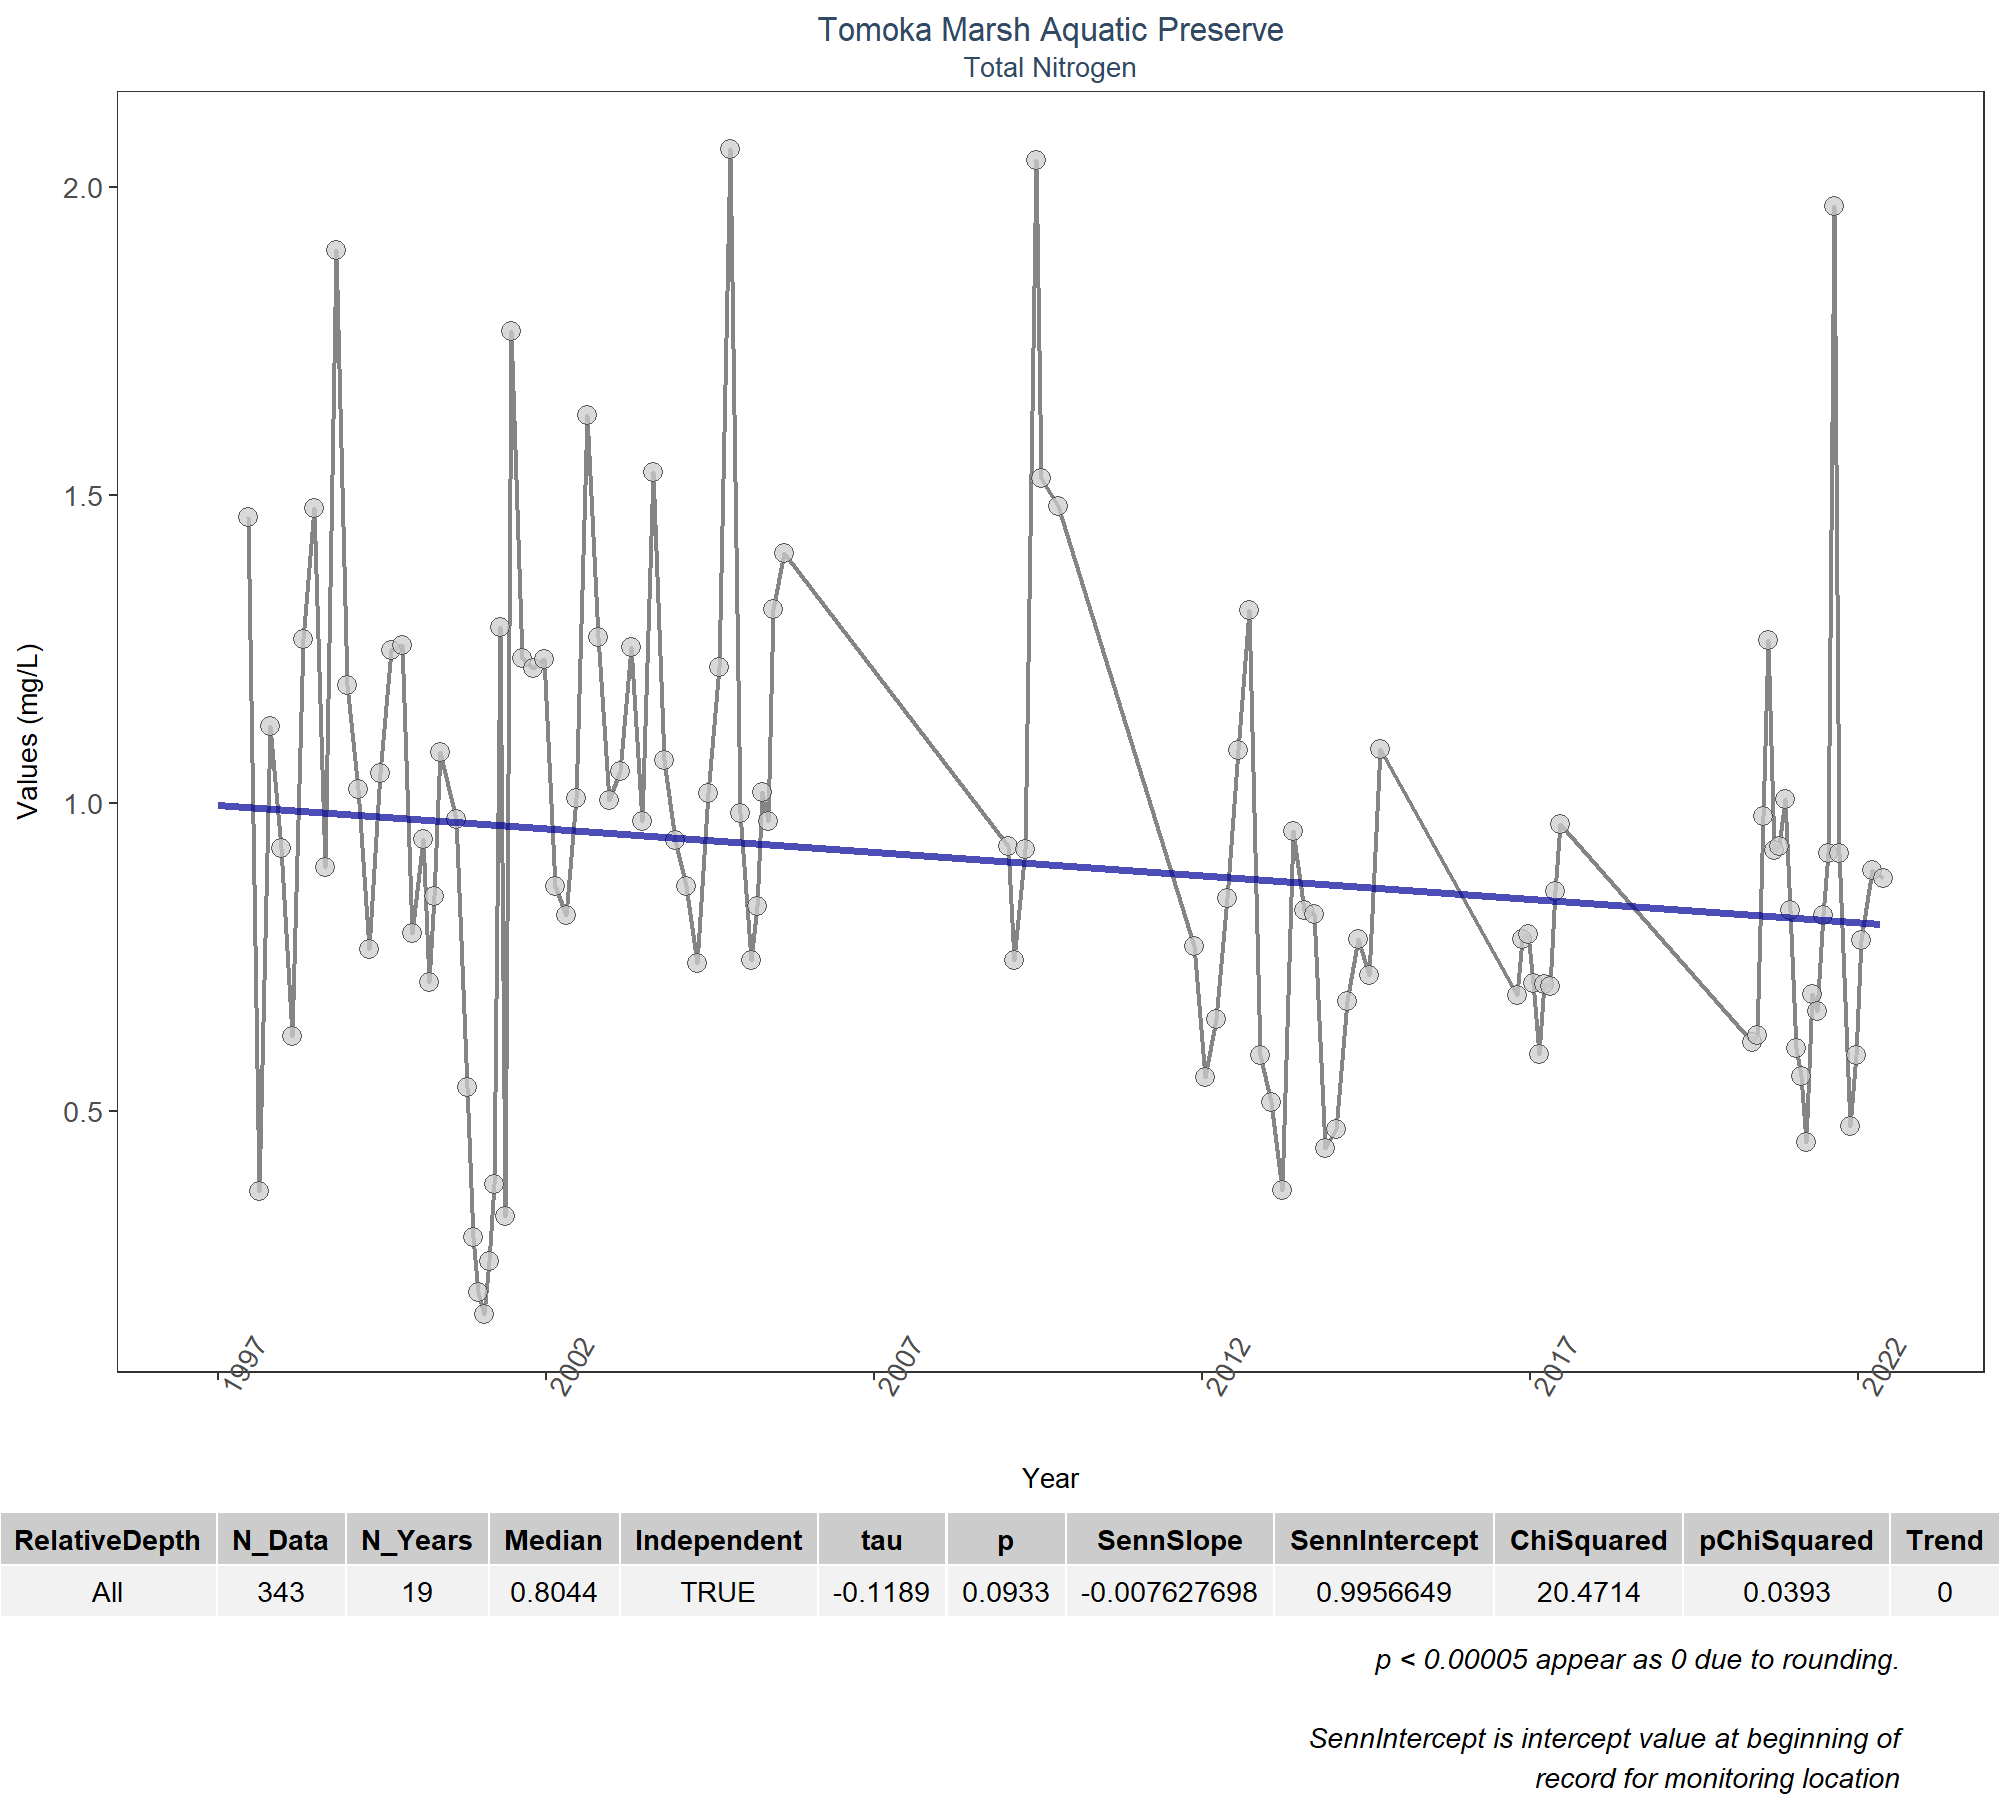 Tomoka Marsh Aquatic Preserve
Total Nitrogen
Values (mg/L)
2.0
1.5
1.0
0.5
1997 2002 2007 2012 2017 2022
Year
RelativeDepth N_Data N_Years Median Independent tau p SennSlope SennIntercept ChiSquared pChiSquared Trend
All 343 19 0.8044 TRUE -0.1189 0.0933 -0.007627698 0.9956649 20.4714 0.0393 0
p < 0.00005 appear as 0 due to rounding.
SennIntercept is intercept value at beginning of
record for monitoring location